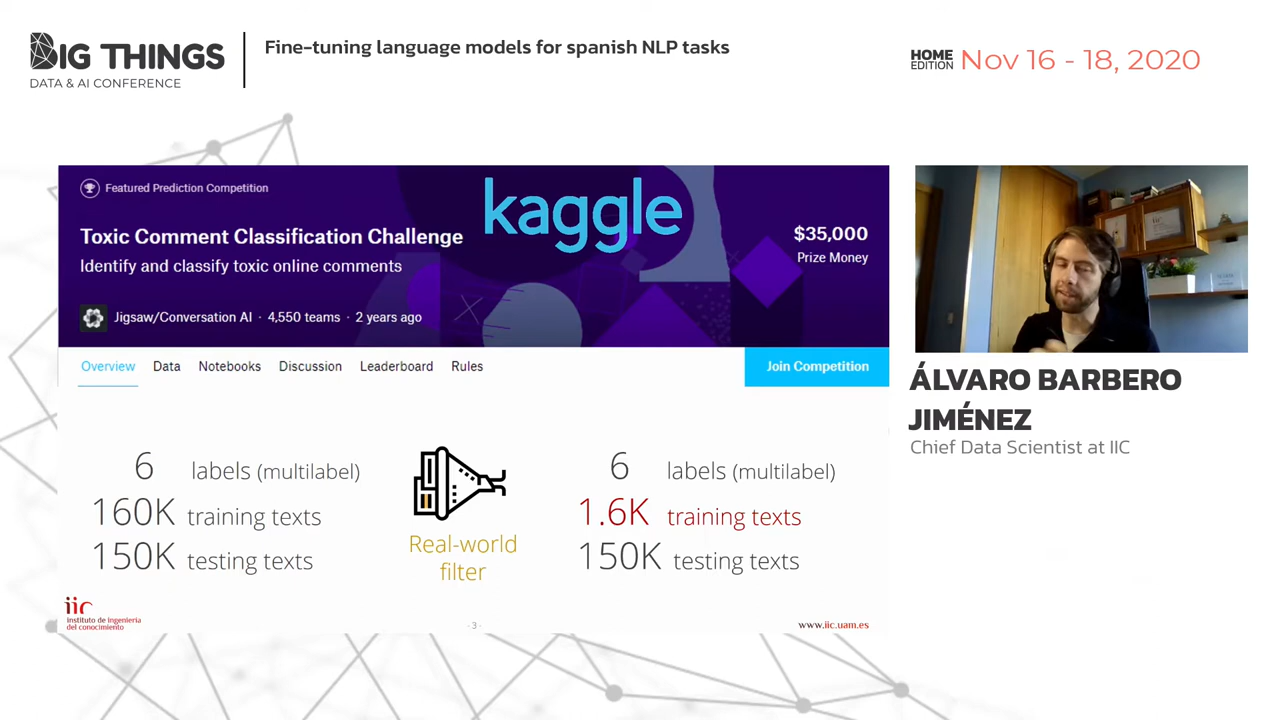 BIG THINGS
DATA & AI CONFERENCE
Fine-tuning language models for spanish NLP tasks
HOME
EDITION
Nov 16 - 18, 2020
Featured Prediction Competition
kaggle
Toxic Comment Classification Challenge
$35,000
Identify and classify toxic online comments
Prize Money
Jigsaw/Conversation AI · 4,550 teams · 2 years ago
Overview Data Notebooks Discussion Leaderboard Rules
Join Competition
6 labels (multilabel)
160K training texts
150K testing texts
Real-world
filter
6 labels (multilabel)
1.6K training texts
150K testing texts
iic
instituto de ingeniería
del conocimiento
- 3 -
www.iic.uam.es
ÁLVARO BARBERO
JIMÉNEZ
Chief Data Scientist at IIC